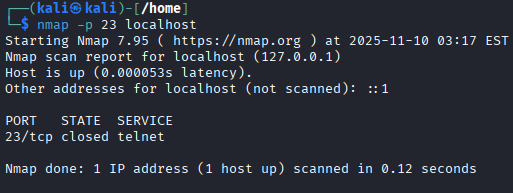 ┌──(kali㉿kali)-[/home]
└─$ nmap -p 23 localhost
Starting Nmap 7.95 ( https://nmap.org ) at 2025-11-10 03:17 EST
Nmap scan report for localhost (127.0.0.1)
Host is up (0.000053s latency).
Other addresses for localhost (not scanned): ::1

PORT   STATE  SERVICE
23/tcp closed telnet

Nmap done: 1 IP address (1 host up) scanned in 0.12 seconds